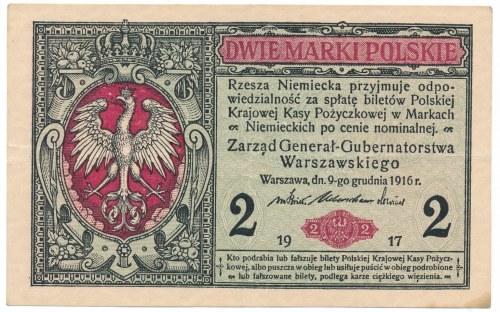 DWIE MARKI POLSKIE
Rzesza Niemiecka przyjmuje odpo-
wiedzialność za spłatę biletów Polskiej
Krajowej Kasy Pożyczkowej w Markach
Niemieckich po cenie nominalnej.
Zarząd Generał-Gubernatorstwa
Warszawskiego
Warszawa, dn. 9-go grudnia 1916 r.
2 2 2 2
19 17
Kto podrabia lub fałszuje bilety Polskiej Krajowej Kasy Pożycz-
kowej, albo puszcza w obieg lub usiłuje puścić w obieg podrobione
lub fałszowane bilety, podlega karze ciężkiego więzienia.